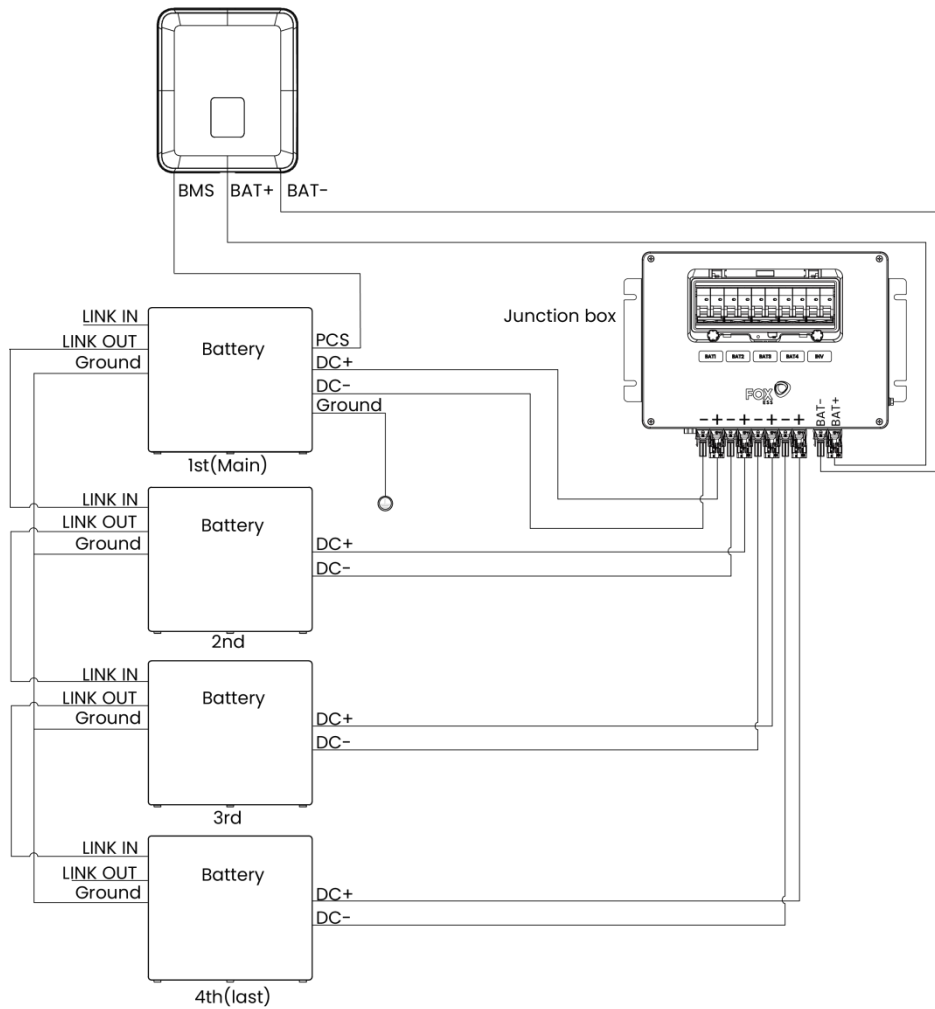 BMS BAT+ BAT-
Junction box
BAT1 BAT2 BAT3 BAT4 INV
FOX
ESS
- + - + - + - + BAT- BAT+
LINK IN
LINK OUT
Ground
Battery
PCS
DC+
DC-
Ground
1st(Main)
LINK IN
LINK OUT
Ground
Battery
DC+
DC-
2nd
LINK IN
LINK OUT
Ground
Battery
DC+
DC-
3rd
LINK IN
LINK OUT
Ground
Battery
DC+
DC-
4th(last)